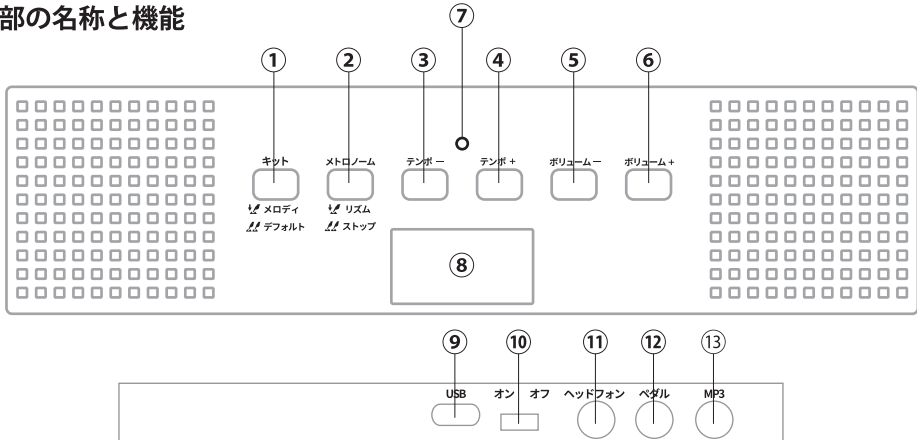 部の名称と機能
⑦
① ② ③ ④ ⑤ ⑥
キット メトロノーム テンポ － テンポ + ボリューム － ボリューム +
メロディ リズム
デフォルト ストップ
⑧
⑨ ⑩ ⑪ ⑫ ⑬
USB オン オフ ヘッドフォン ペダル MP3